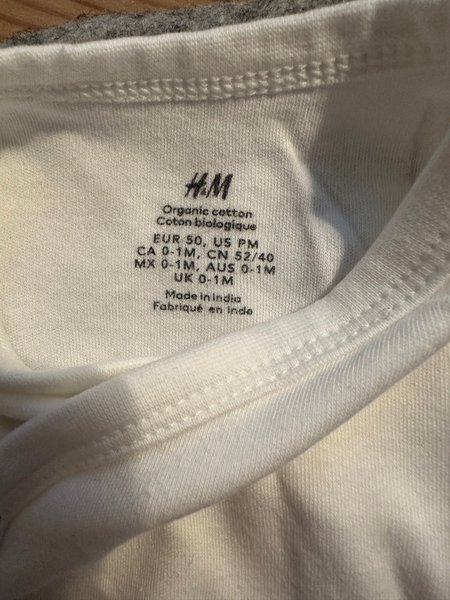 H&M
Organic cotton
Coton biologique
EUR 50, US PM
CA 0-1M, CN 52/40
MX 0-1M, AUS 0-1M
UK 0-1M
Made in India
Fabriqué en Inde